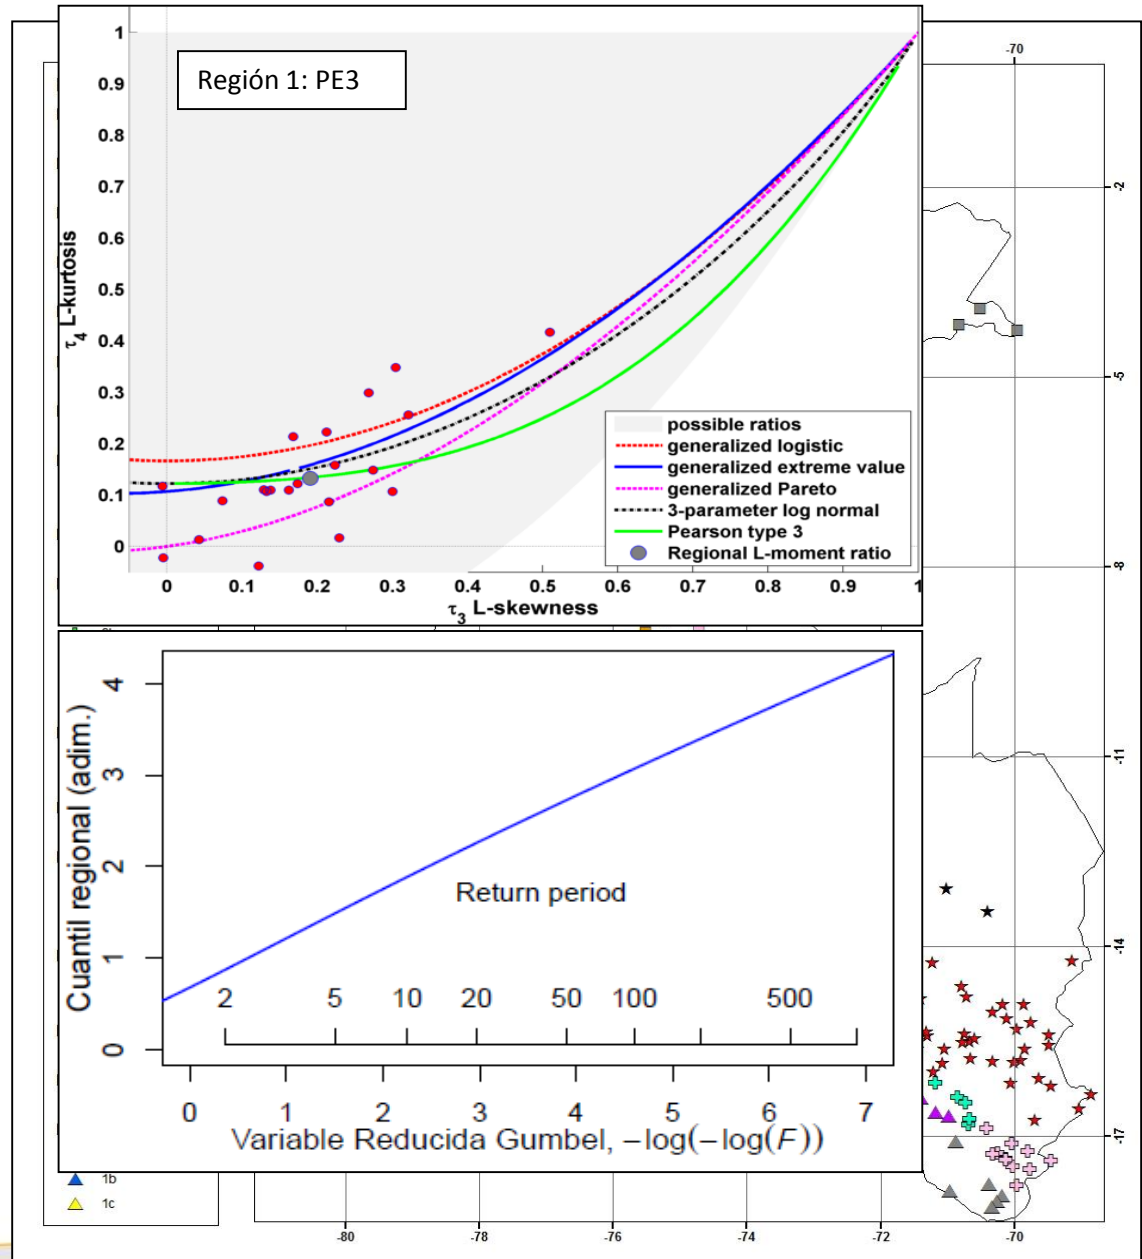 Región 1: PE3
1
0.9
0.8
0.7
0.6
0.5
0.4
0.3
0.2
0.1
0
τ4 L-kurtosis
0 0.1 0.2 0.3 0.4 0.5 0.6 0.7 0.8 0.9 1
τ3 L-skewness
possible ratios
generalized logistic
generalized extreme value
generalized Pareto
3-parameter log normal
Pearson type 3
Regional L-moment ratio
4
3
2
1
0
Cuantil regional (adim.)
Return period
2 5 10 20 50 100 500
0 1 2 3 4 5 6 7
Variable Reducida Gumbel, −log(−log(F))
1b
1c
-70
-2
-5
-8
-11
-14
-17
-80 -78 -76 -74 -72 -70